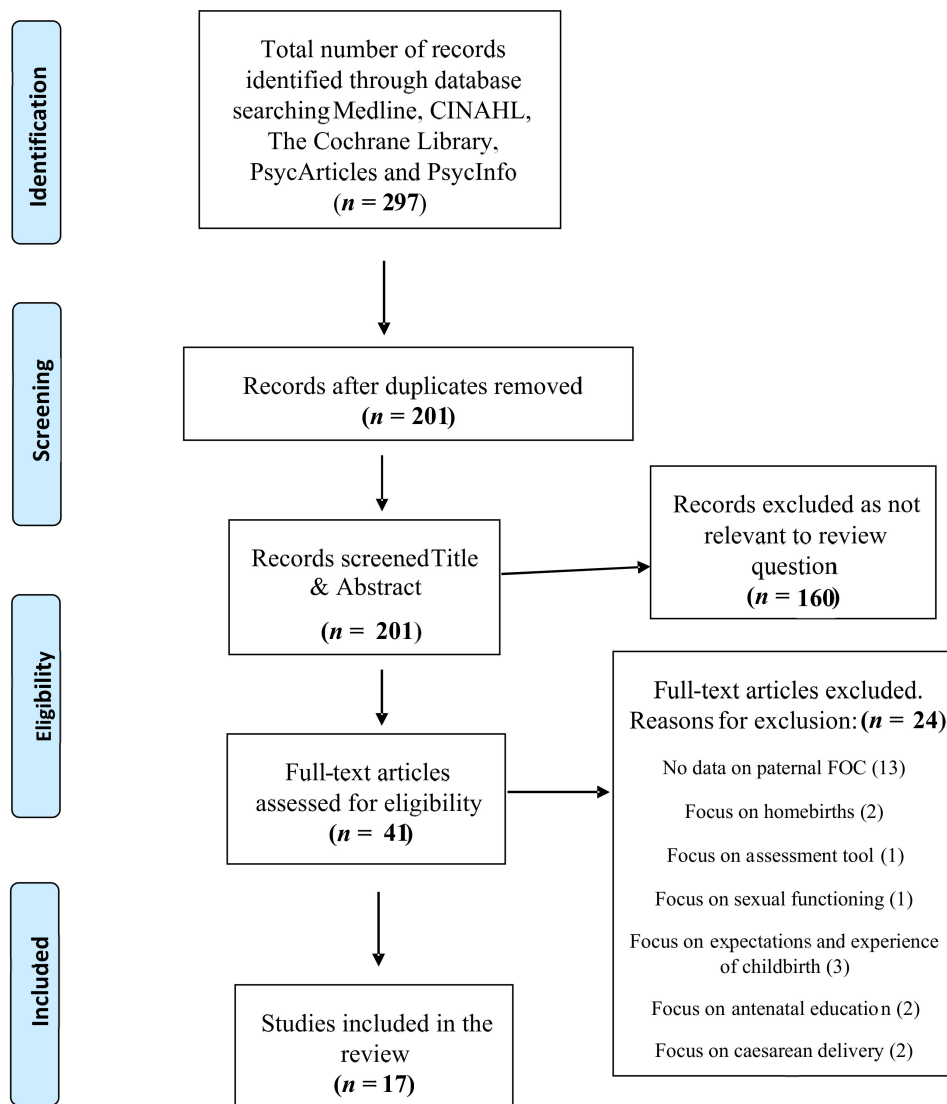 Identification
Total number of records
identified through database
searching Medline, CINAHL,
The Cochrane Library,
PsycArticles and PsycInfo
(n = 297)
Screening
Records after duplicates removed
(n = 201)
Records screened Title
& Abstract
(n = 201)
Records excluded as not
relevant to review
question
(n = 160)
Eligibility
Full-text articles
assessed for eligibility
(n = 41)
Full-text articles excluded.
Reasons for exclusion: (n = 24)
No data on paternal FOC (13)
Focus on homebirths (2)
Focus on assessment tool (1)
Focus on sexual functioning (1)
Focus on expectations and experience
of childbirth (3)
Focus on antenatal education (2)
Focus on caesarean delivery (2)
Included
Studies included in the
review
(n = 17)